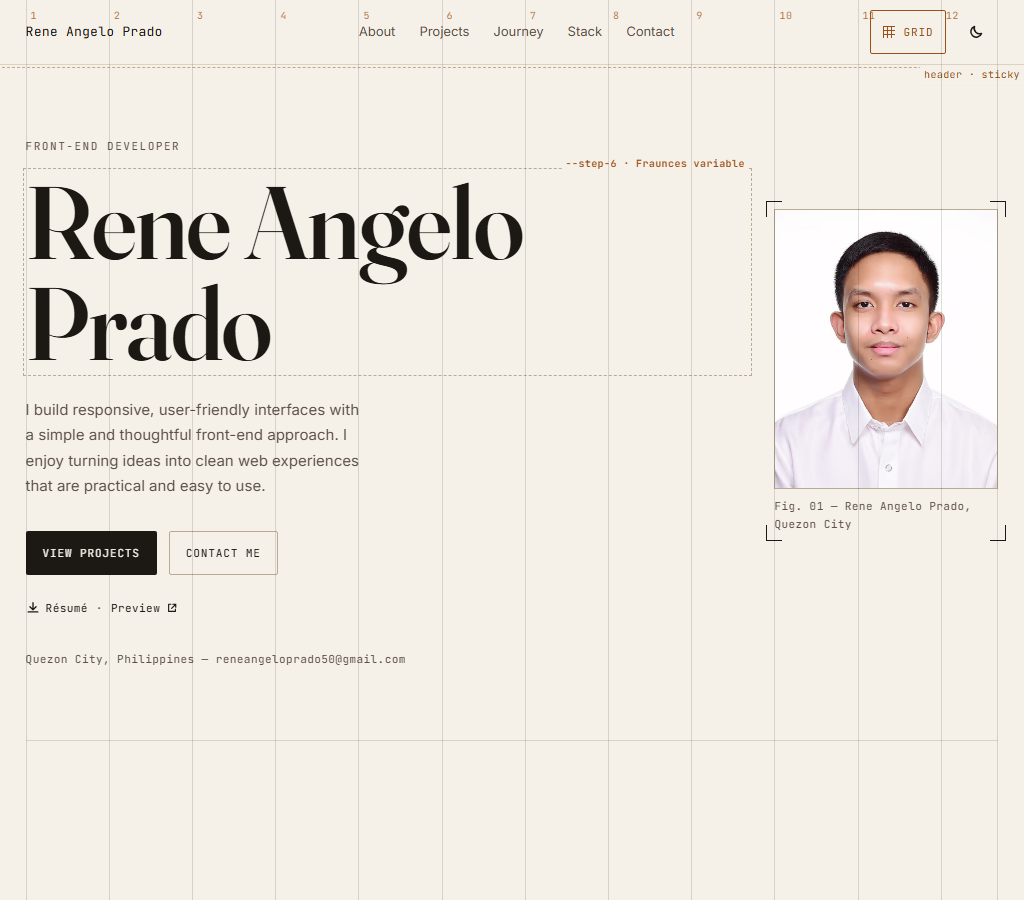 1 2 3 4 5 6 7 8 9 10 11 12
Rene Angelo Prado About Projects Journey Stack Contact GRID
header · sticky
FRONT-END DEVELOPER
--step-6 · Fraunces variable
Rene Angelo
Prado
I build responsive, user-friendly interfaces with
a simple and thoughtful front-end approach. I
enjoy turning ideas into clean web experiences
that are practical and easy to use.
Fig. 01 — Rene Angelo Prado,
Quezon City
VIEW PROJECTS CONTACT ME
Résumé · Preview
Quezon City, Philippines — reneangeloprado50@gmail.com